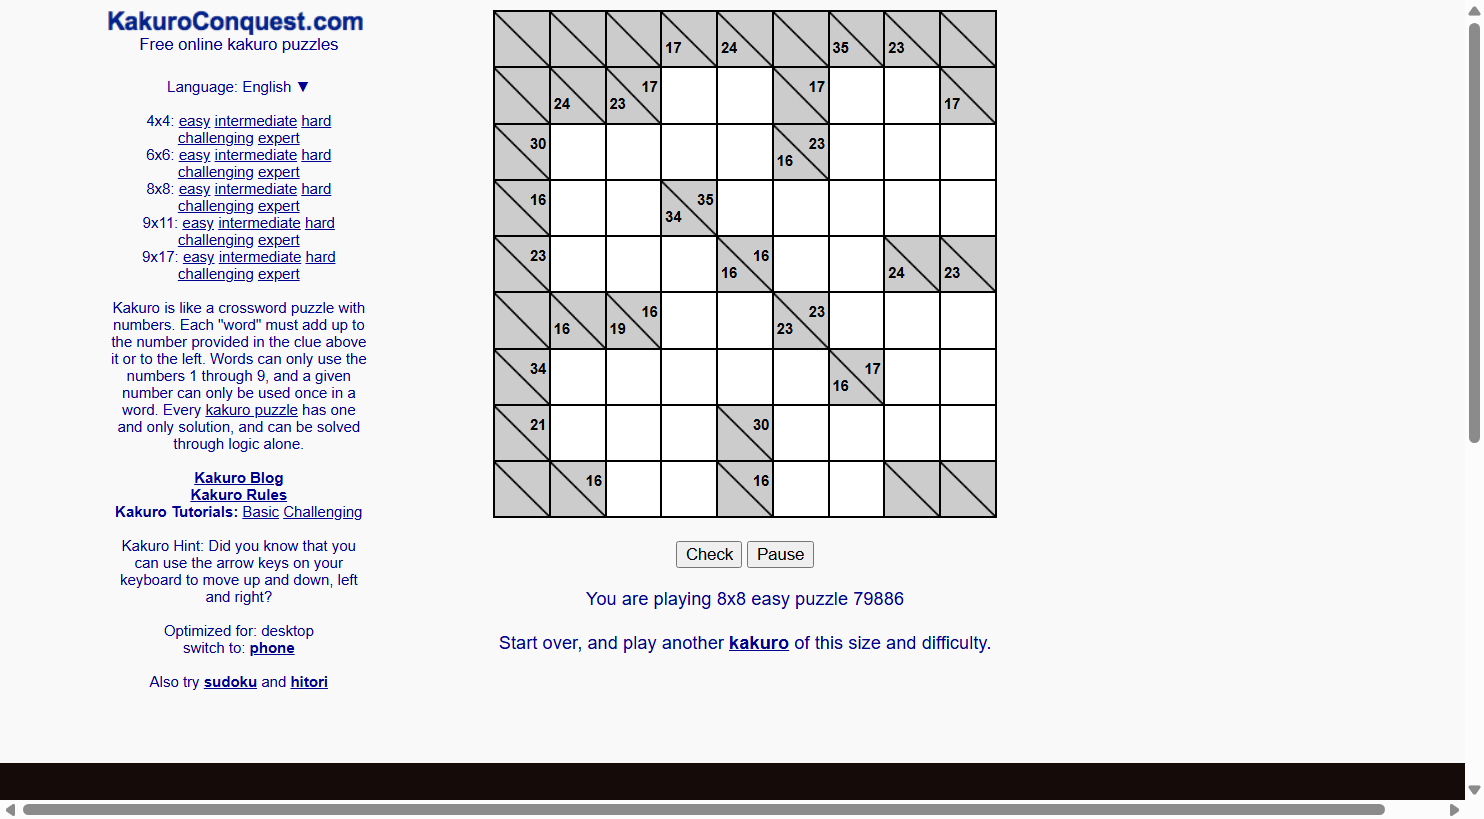 KakuroConquest.com
Free online kakuro puzzles
Language: English ▼
4x4: easy intermediate hard
challenging expert
6x6: easy intermediate hard
challenging expert
8x8: easy intermediate hard
challenging expert
9x11: easy intermediate hard
challenging expert
9x17: easy intermediate hard
challenging expert
Kakuro is like a crossword puzzle with
numbers. Each "word" must add up to
the number provided in the clue above
it or to the left. Words can only use the
numbers 1 through 9, and a given
number can only be used once in a
word. Every kakuro puzzle has one
and only solution, and can be solved
through logic alone.
Kakuro Blog
Kakuro Rules
Kakuro Tutorials: Basic Challenging
Kakuro Hint: Did you know that you
can use the arrow keys on your
keyboard to move up and down, left
and right?
Optimized for: desktop
switch to: phone
Also try sudoku and hitori
17 24 35 23
17 17
24 23 17
30 23
16
16 35
34
23 16
16 24 23
16 23
16 19 23
34 17
16
21 30
16 16
Check Pause
You are playing 8x8 easy puzzle 79886
Start over, and play another kakuro of this size and difficulty.